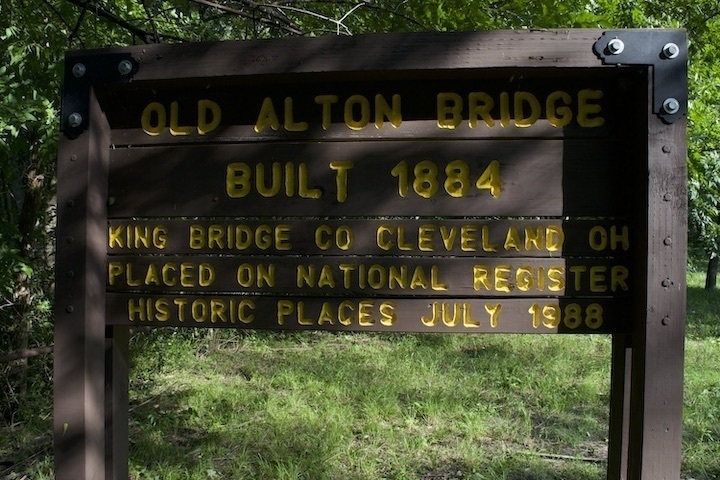 OLD ALTON BRIDGE
BUILT 1884
KING BRIDGE CO CLEVELAND OH
PLACED ON NATIONAL REGISTER
HISTORIC PLACES JULY 1988